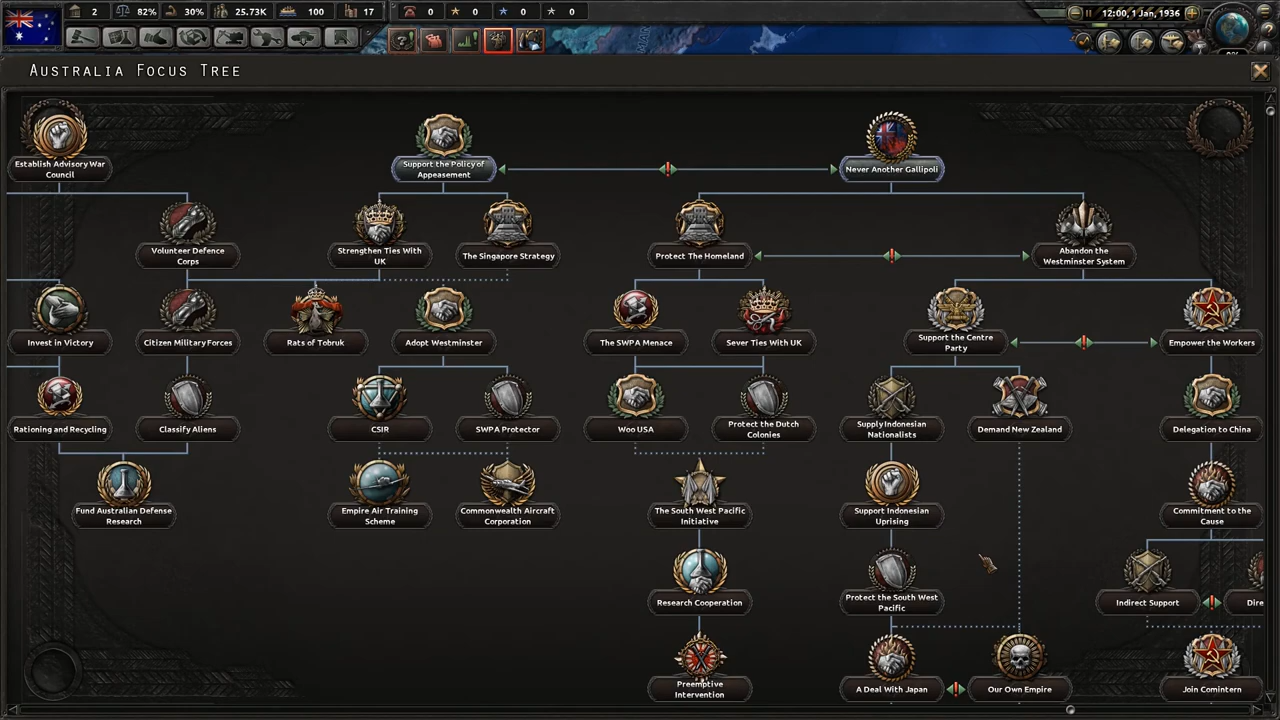 2
82%
30%
25.73K
100
17
0
0
0
0
12:00, 1 Jan, 1936
Australia Focus Tree
Establish Advisory War
Council
Support the Policy of
Appeasement
Never Another Gallipoli
Volunteer Defence
Corps
Strengthen Ties With
UK
The Singapore Strategy
Protect The Homeland
Abandon the
Westminster System
Invest in Victory
Citizen Military Forces
Rats of Tobruk
Adopt Westminster
The SWPA Menace
Sever Ties With UK
Support the Centre
Party
Empower the Workers
Rationing and Recycling
Classify Aliens
CSIR
SWPA Protector
Woo USA
Protect the Dutch
Colonies
Supply Indonesian
Nationalists
Demand New Zealand
Delegation to China
Fund Australian Defense
Research
Empire Air Training
Scheme
Commonwealth Aircraft
Corporation
The South West Pacific
Initiative
Support Indonesian
Uprising
Commitment to the
Cause
Research Cooperation
Protect the South West
Pacific
Indirect Support
Dire
Preemptive
Intervention
A Deal With Japan
Our Own Empire
Join Comintern